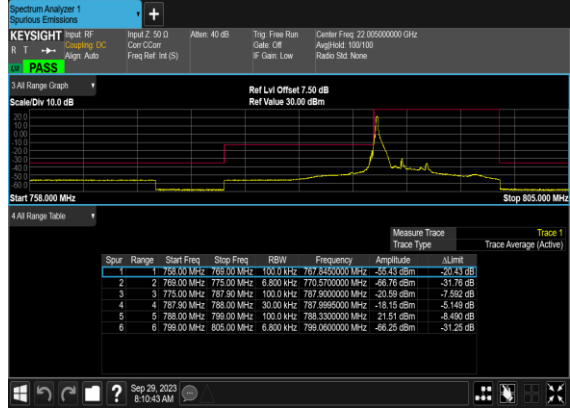 Spectrum Analyzer 1
Spurious Emissions
KEYSIGHT Input: RF Input Z: 50 Ω Atten: 40 dB Trig: Free Run Center Freq: 22.005000000 GHz
R T Coupling: DC Corr CCorr Gate: Off Avg|Hold: 100/100
Align: Auto Freq Ref: Int (S) IF Gain: Low Radio Std: None
PASS
3 All Range Graph
Ref Lvl Offset 7.50 dB
Scale/Div 10.0 dB Ref Value 30.00 dBm
20.0
10.0
0.00
-10.0
-20.0
-30.0
-40.0
-50.0
-60.0
Start 758.000 MHz Stop 805.000 MHz
4 All Range Table
Measure Trace Trace 1
Trace Type Trace Average (Active)
Spur Range Start Freq Stop Freq RBW Frequency Amplitude ΔLimit
1 1 758.00 MHz 769.00 MHz 100.0 kHz 767.8450000 MHz -55.43 dBm -20.43 dB
2 2 769.00 MHz 775.00 MHz 6.800 kHz 770.5700000 MHz -66.76 dBm -31.76 dB
3 3 775.00 MHz 787.90 MHz 100.0 kHz 787.9000000 MHz -20.59 dBm -7.592 dB
4 4 787.90 MHz 788.00 MHz 30.00 kHz 787.9995000 MHz -18.15 dBm -5.149 dB
5 5 788.00 MHz 799.00 MHz 100.0 kHz 788.3300000 MHz 21.51 dBm -8.490 dB
6 6 799.00 MHz 805.00 MHz 6.800 kHz 799.0600000 MHz -66.25 dBm -31.25 dB
?
Sep 29, 2023
8:10:43 AM